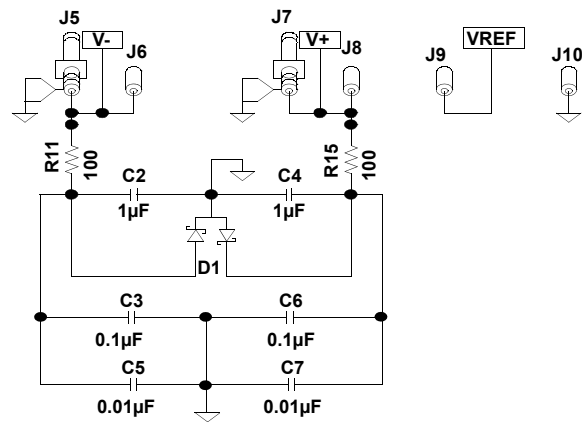 J5
V-
J6
J7
V+
J8
J9
VREF
J10
R11
100
R15
100
C2
1µF
C4
1µF
D1
C3
0.1µF
C6
0.1µF
C5
0.01µF
C7
0.01µF